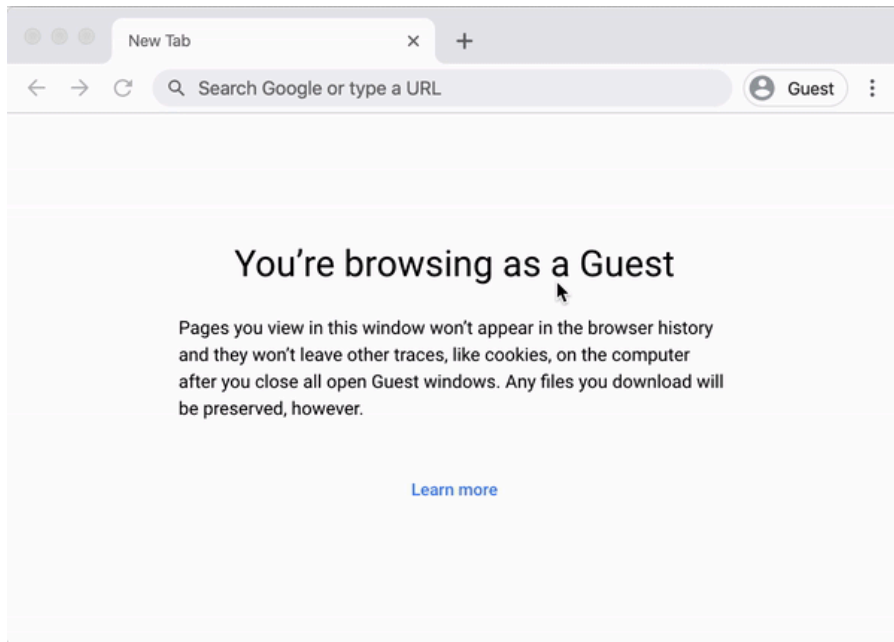 New Tab
Search Google or type a URL
Guest
You’re browsing as a Guest
Pages you view in this window won’t appear in the browser history
and they won’t leave other traces, like cookies, on the computer
after you close all open Guest windows. Any files you download will
be preserved, however.
Learn more